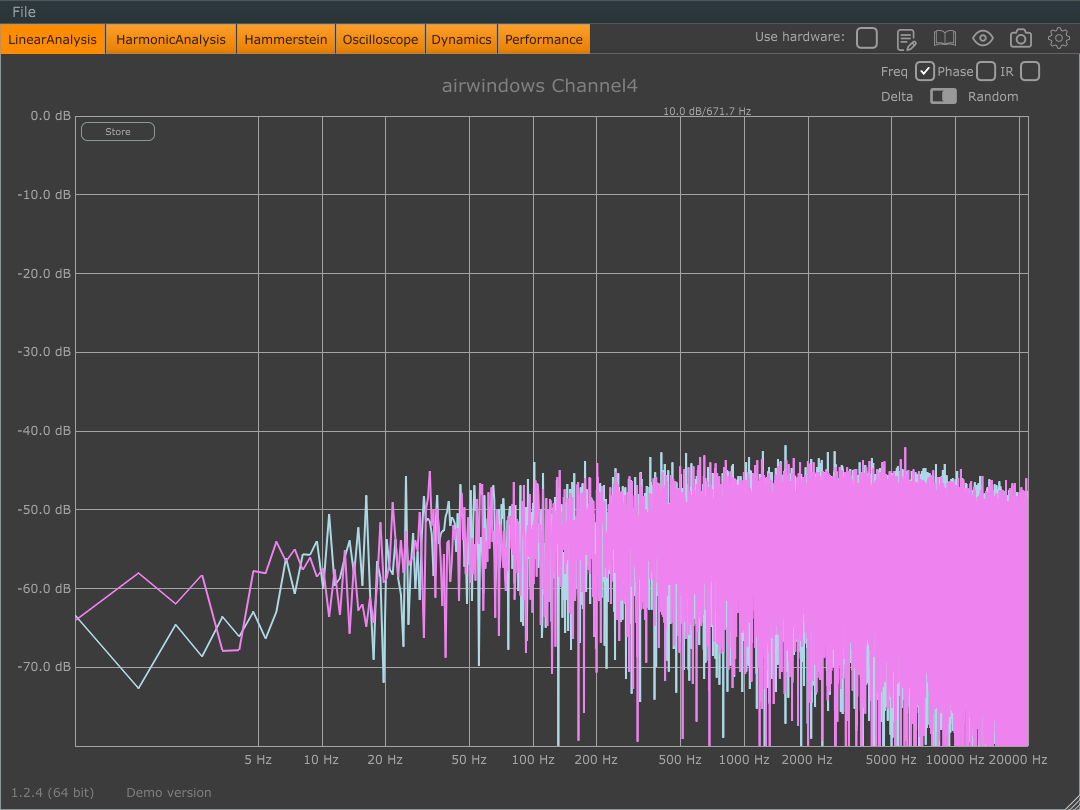 File
LinearAnalysis HarmonicAnalysis Hammerstein Oscilloscope Dynamics Performance Use hardware:
Freq Phase IR
Delta Random
airwindows Channel4
10.0 dB/671.7 Hz
0.0 dB
Store
-10.0 dB
-20.0 dB
-30.0 dB
-40.0 dB
-50.0 dB
-60.0 dB
-70.0 dB
5 Hz 10 Hz 20 Hz 50 Hz 100 Hz 200 Hz 500 Hz 1000 Hz 2000 Hz 5000 Hz 10000 Hz 20000 Hz
1.2.4 (64 bit) Demo version